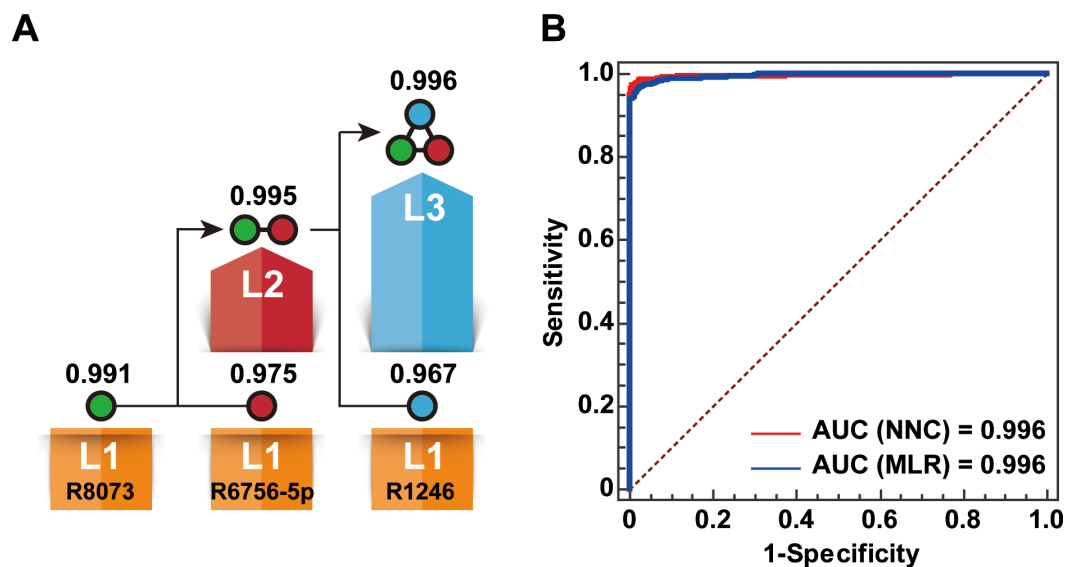 A
0.996
L3
0.995
L2
0.991
0.975
0.967
L1
R8073
L1
R6756-5p
L1
R1246
B
Sensitivity
1.0
0.8
0.6
0.4
0.2
0
AUC (NNC) = 0.996
AUC (MLR) = 0.996
0 0.2 0.4 0.6 0.8 1.0
1-Specificity